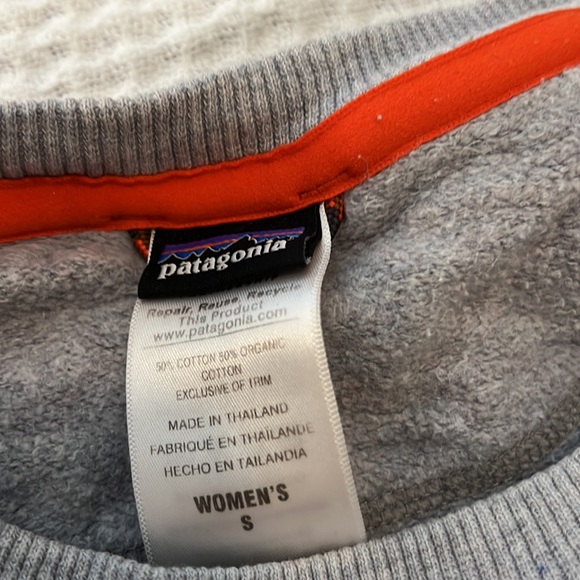 patagonia
Repair, Reuse, Recycle
This Product
www.patagonia.com
50% COTTON 50% ORGANIC
COTTON
EXCLUSIVE OF TRIM
MADE IN THAILAND
FABRIQUÉ EN THAÏLANDE
HECHO EN TAILANDIA
WOMEN'S
S